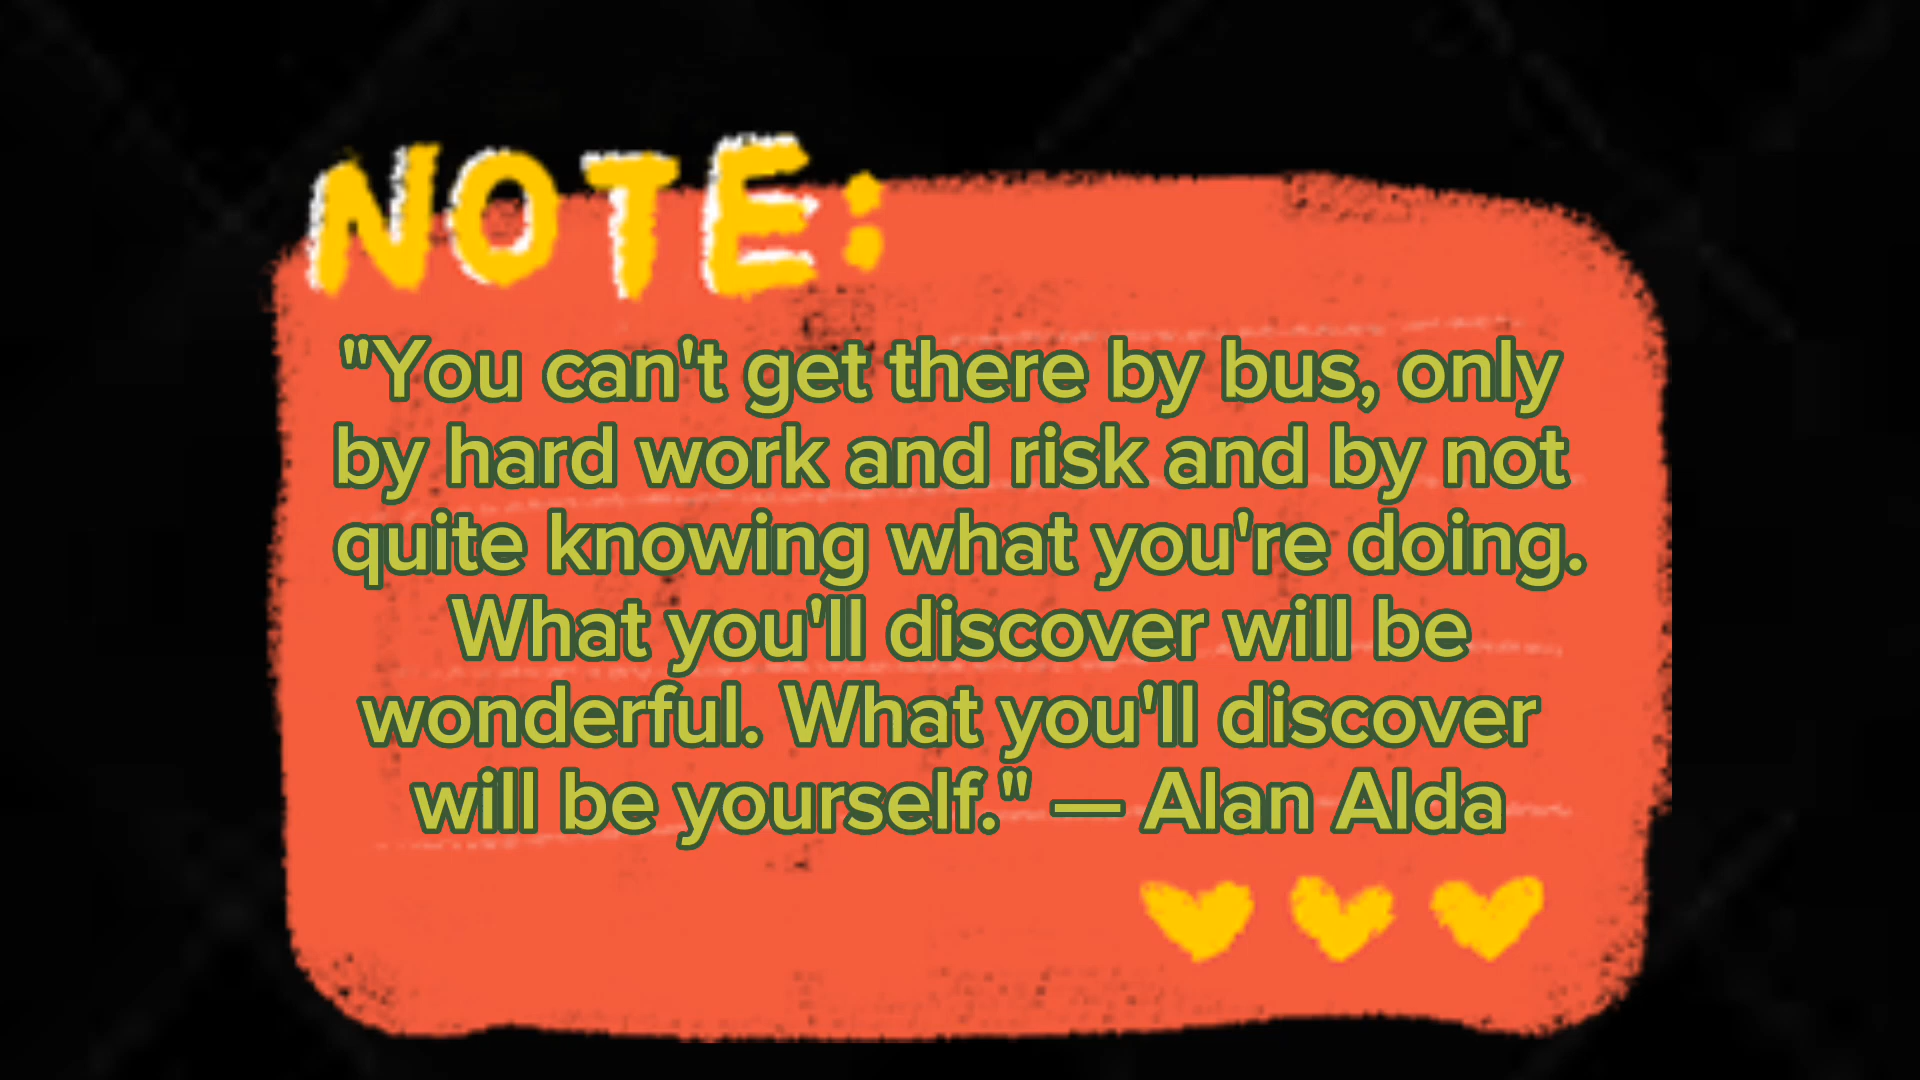 NOTE:
"You can't get there by bus, only
by hard work and risk and by not
quite knowing what you're doing.
What you'll discover will be
wonderful. What you'll discover
will be yourself." — Alan Alda